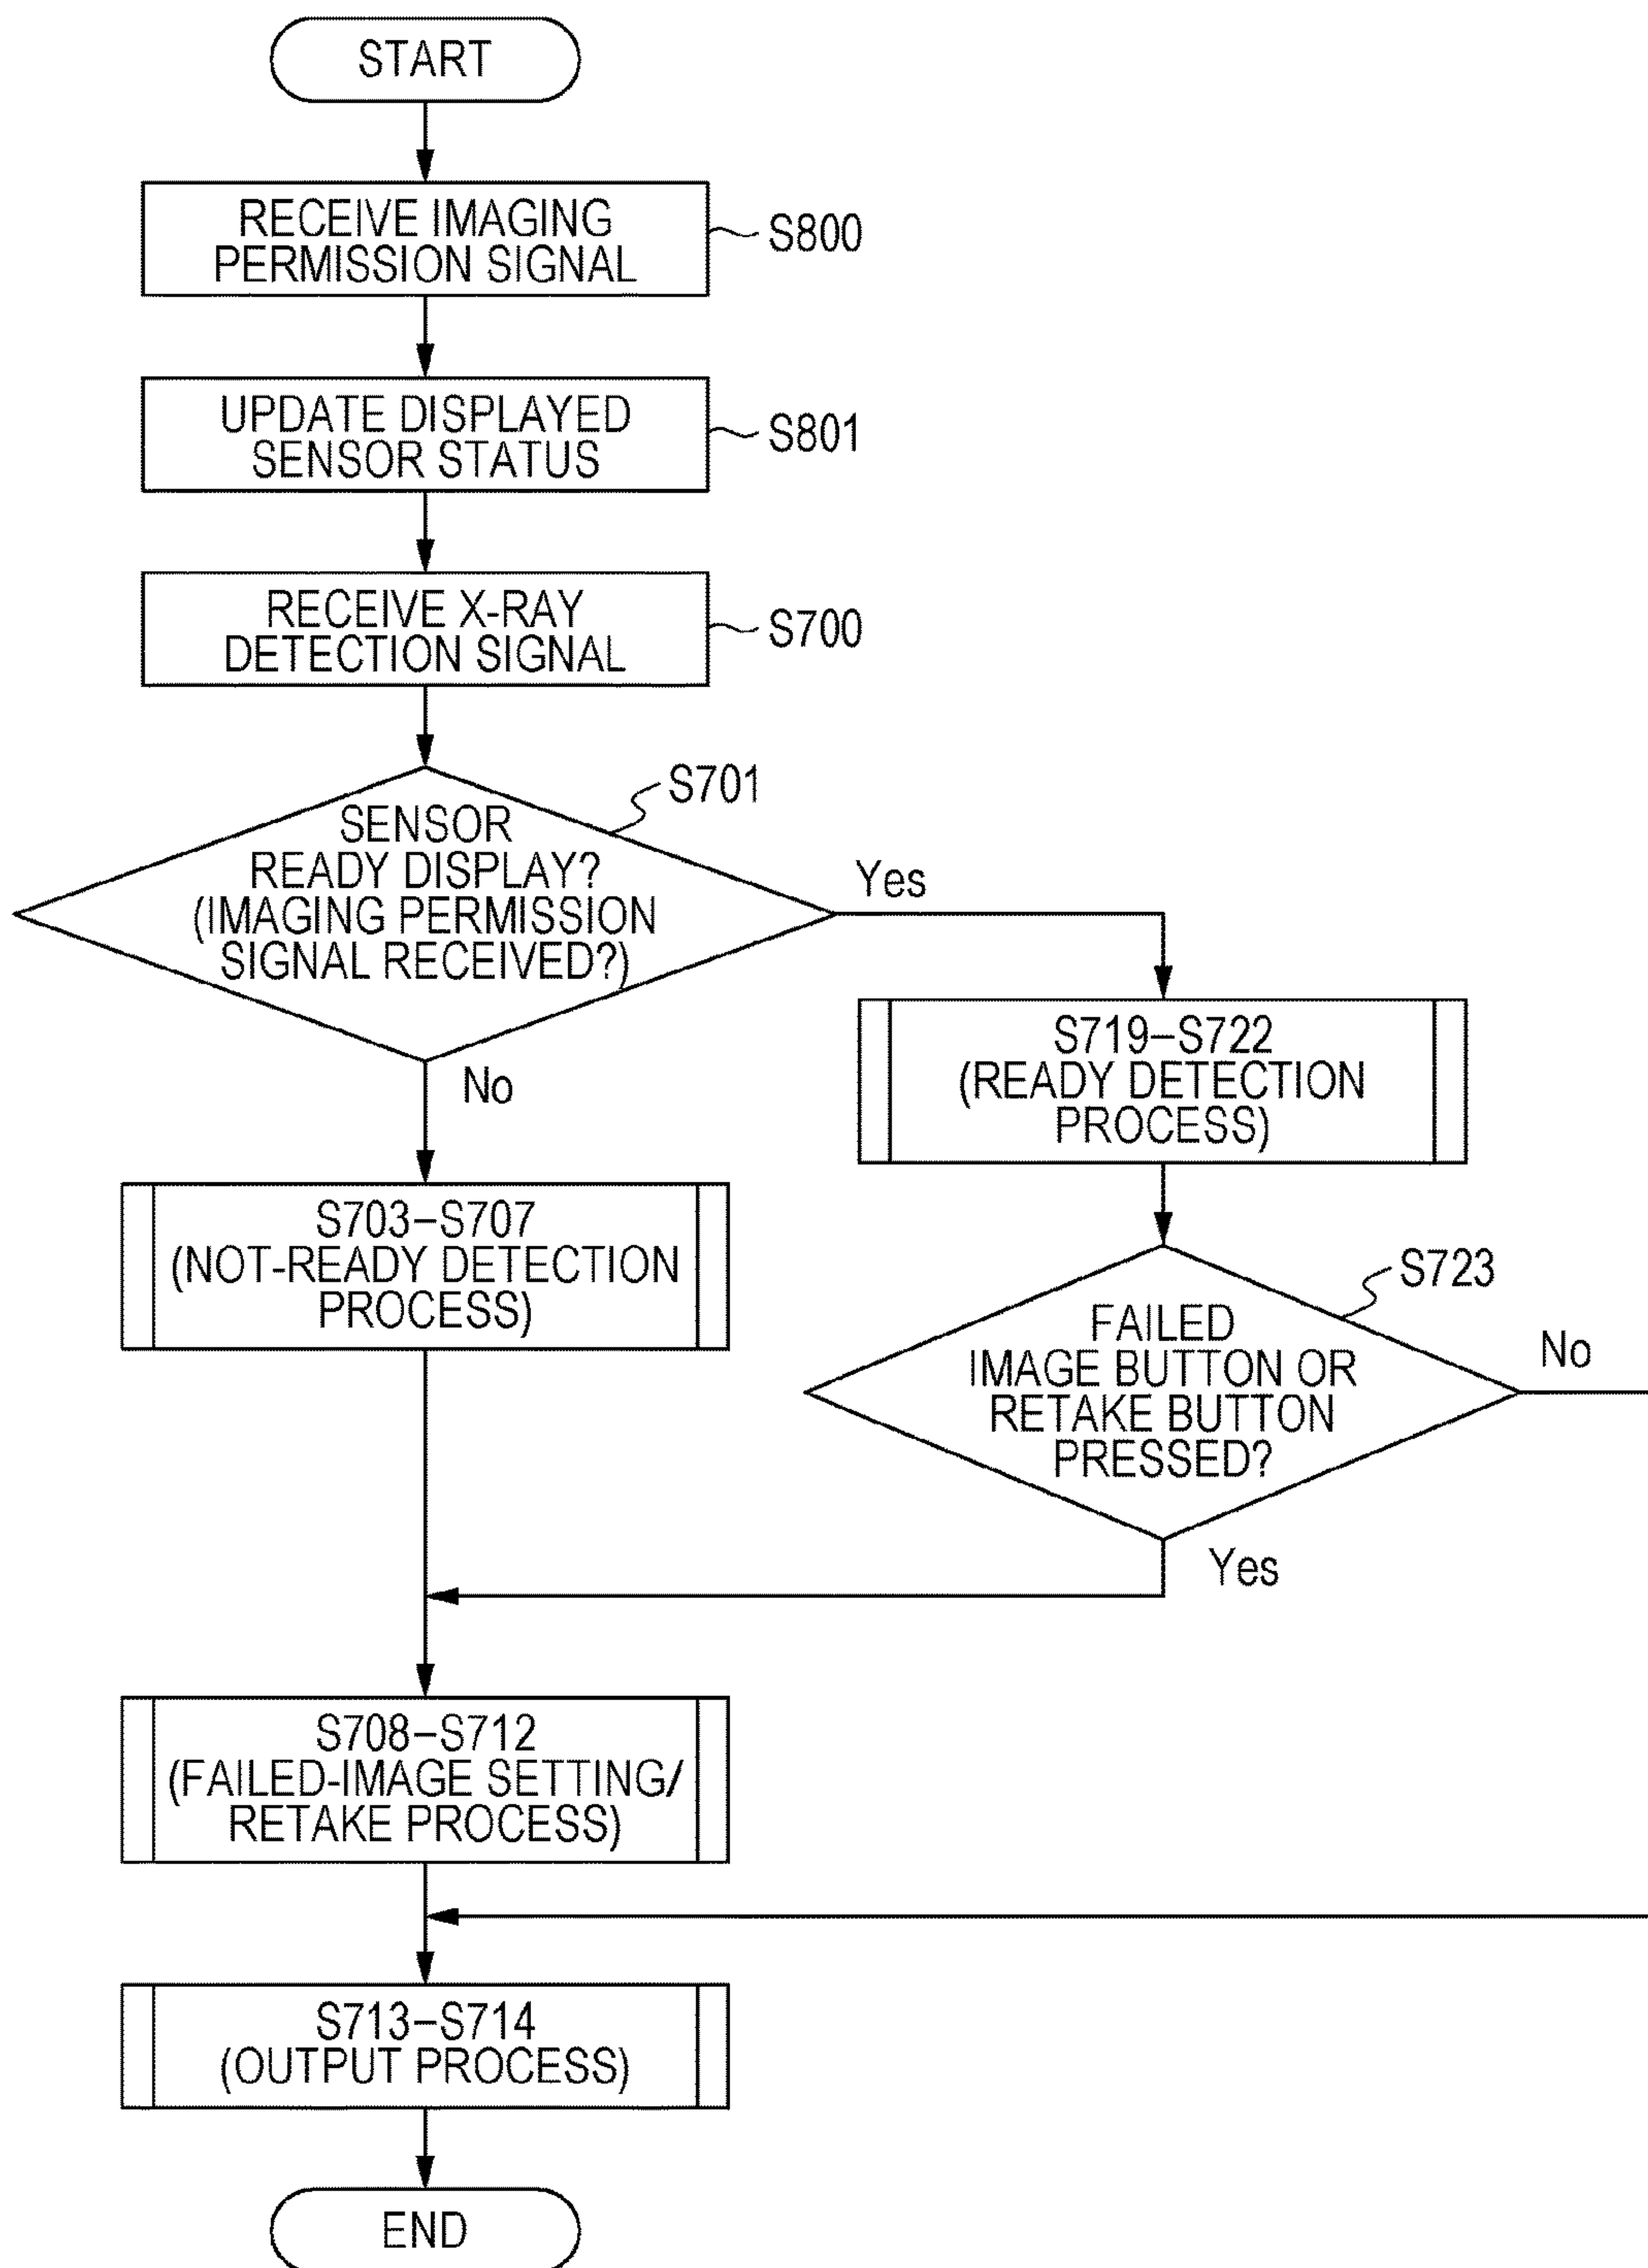 START
RECEIVE IMAGING
PERMISSION SIGNAL
S800
UPDATE DISPLAYED
SENSOR STATUS
S801
RECEIVE X-RAY
DETECTION SIGNAL
S700
S701
SENSOR
READY DISPLAY?
(IMAGING PERMISSION
SIGNAL RECEIVED?)
Yes
No
S719–S722
(READY DETECTION
PROCESS)
S703–S707
(NOT-READY DETECTION
PROCESS)
S723
FAILED
IMAGE BUTTON OR
RETAKE BUTTON
PRESSED?
No
Yes
S708–S712
(FAILED-IMAGE SETTING/
RETAKE PROCESS)
S713–S714
(OUTPUT PROCESS)
END